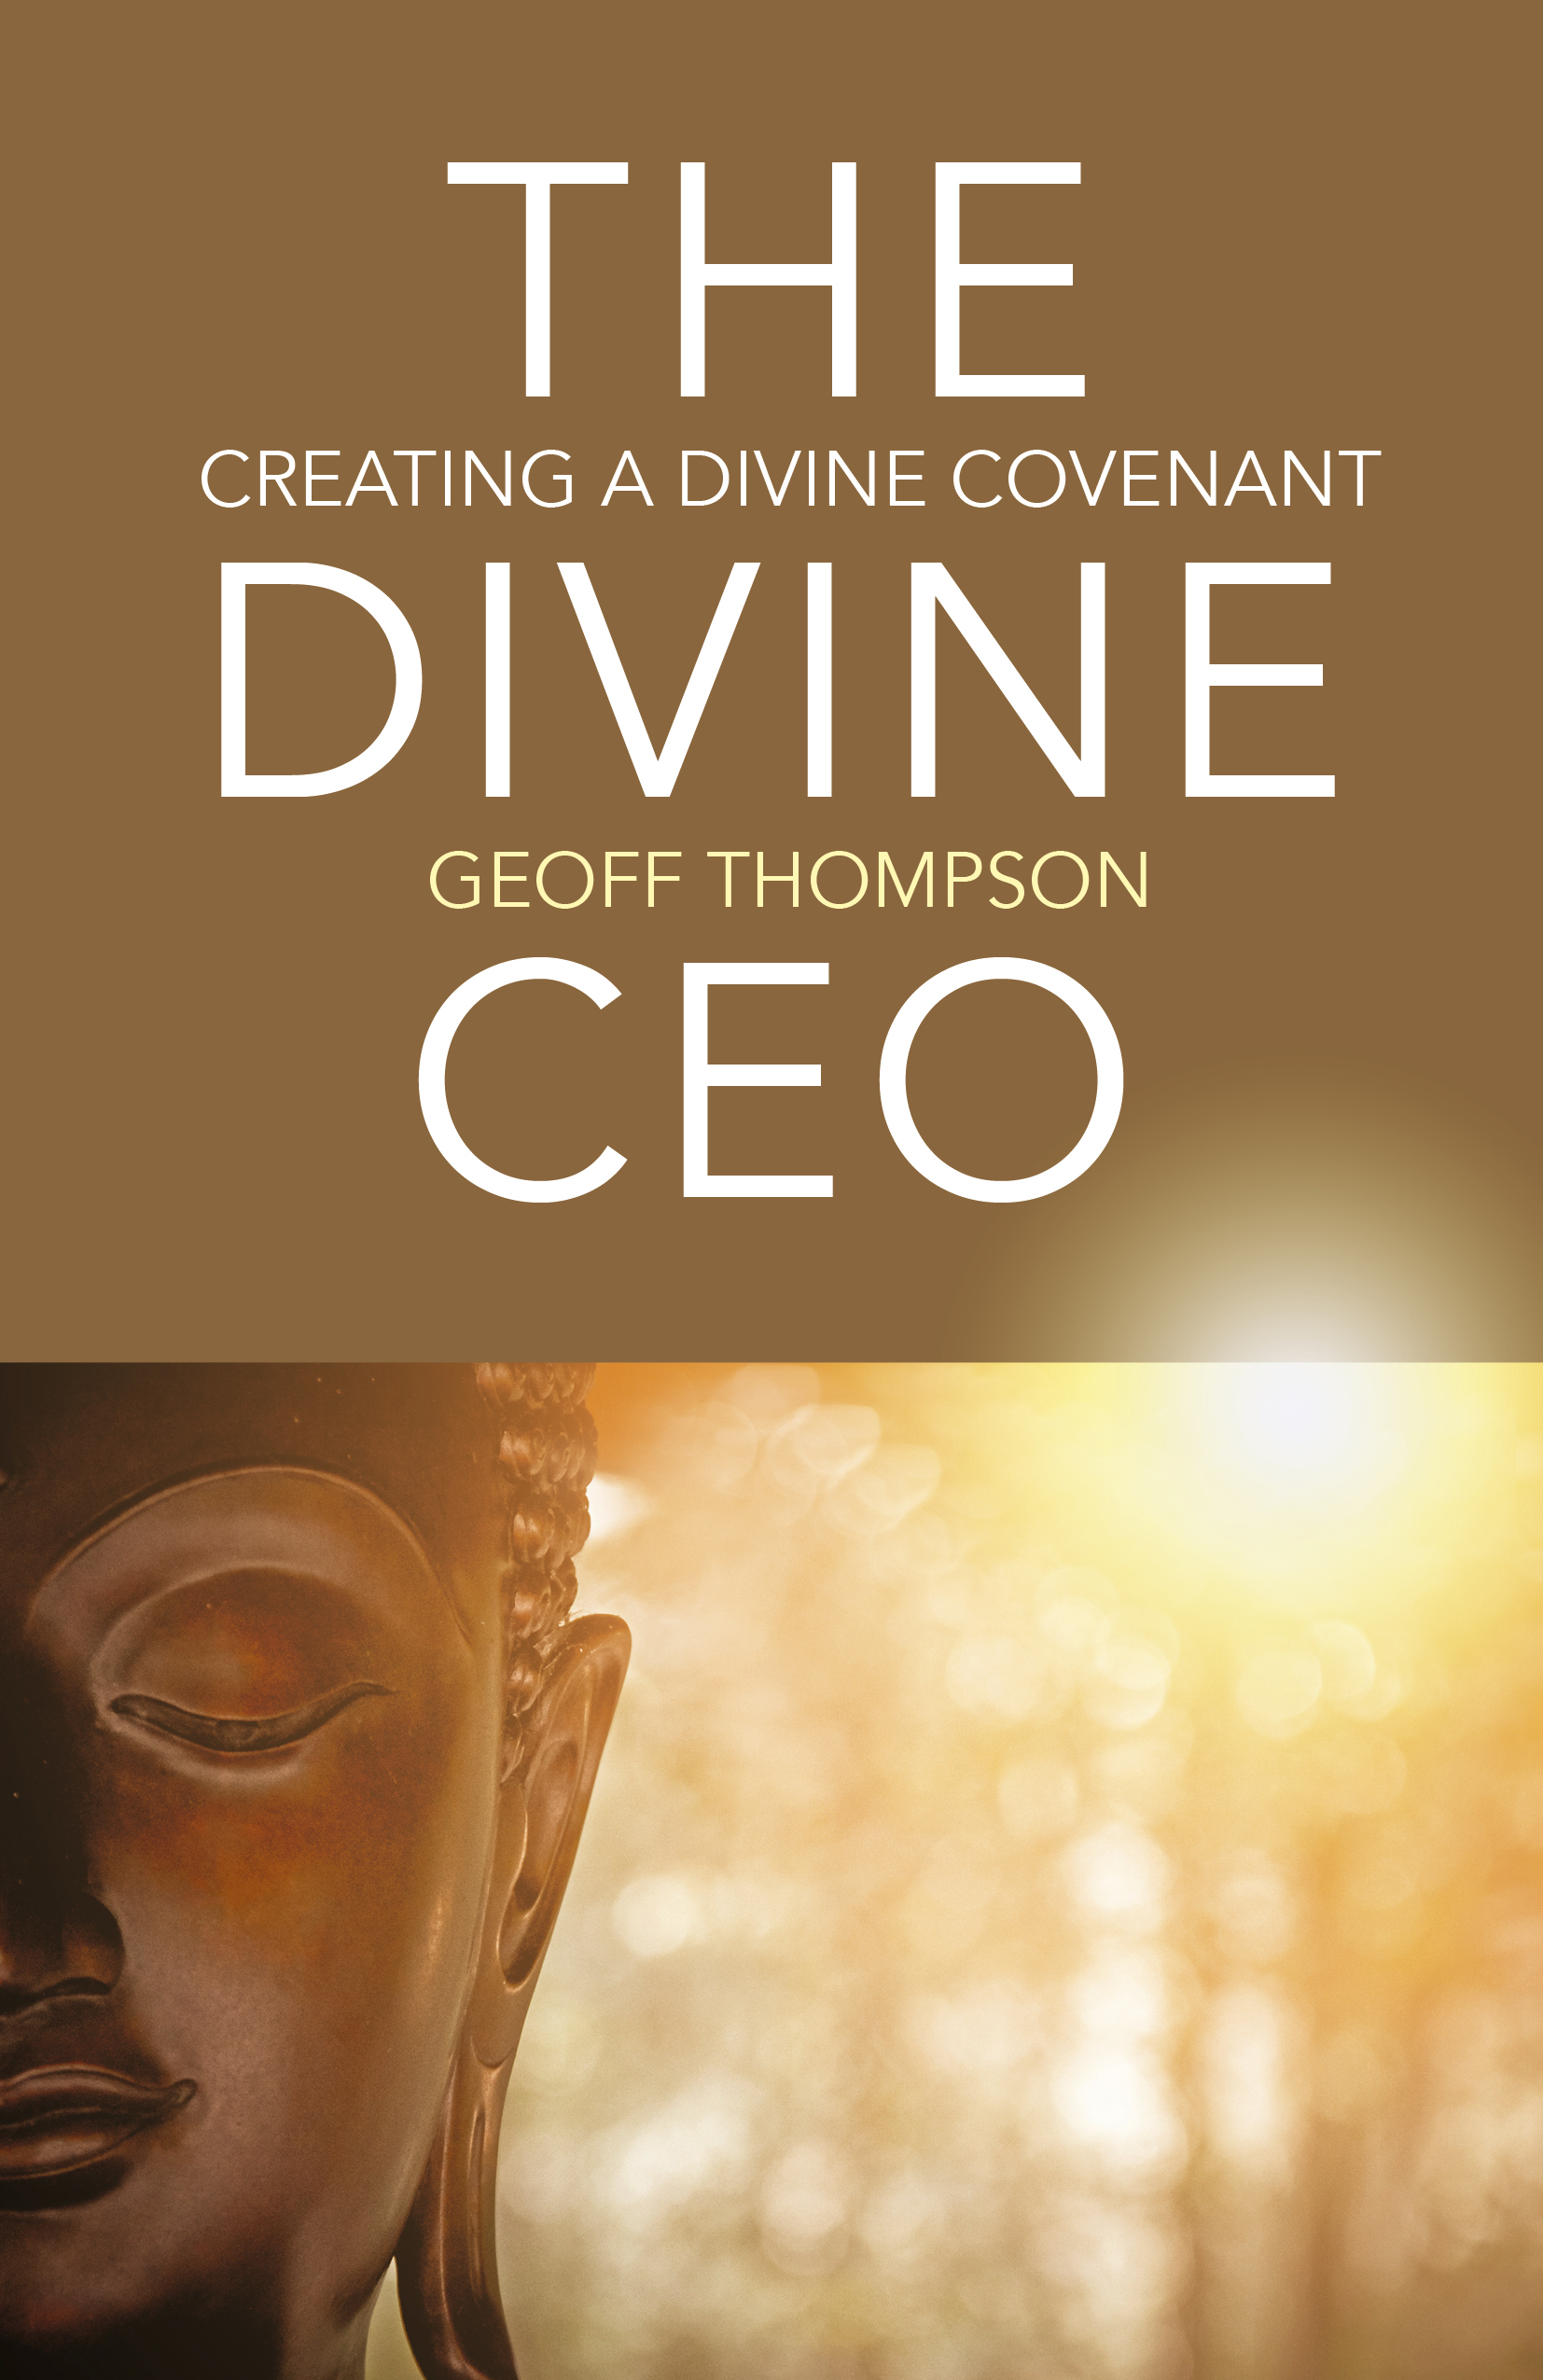 THE
CREATING A DIVINE COVENANT
DIVINE
GEOFF THOMPSON
CEO